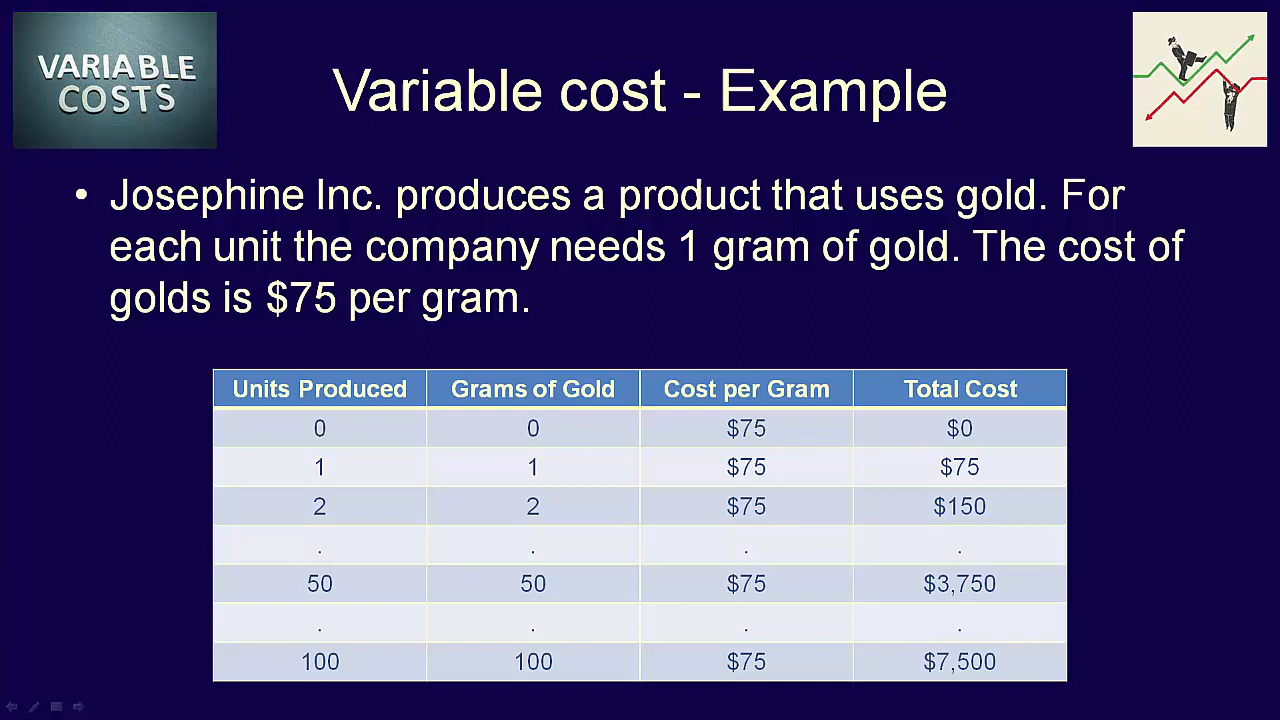 VARIABLE
COSTS
Variable cost - Example
• Josephine Inc. produces a product that uses gold. For
each unit the company needs 1 gram of gold. The cost of
golds is $75 per gram.
Units Produced Grams of Gold Cost per Gram Total Cost
0 0 $75 $0
1 1 $75 $75
2 2 $75 $150
. . . .
50 50 $75 $3,750
. . . .
100 100 $75 $7,500